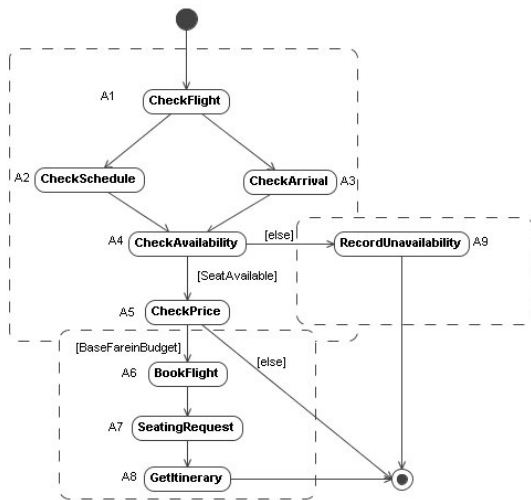 A1
CheckFlight
A2 CheckSchedule
CheckArrival A3
A4 CheckAvailability [else] RecordUnavailability A9
[SeatAvailable]
A5 CheckPrice
[BaseFareinBudget]
[else]
A6 BookFlight
A7 SeatingRequest
A8 GetItinerary